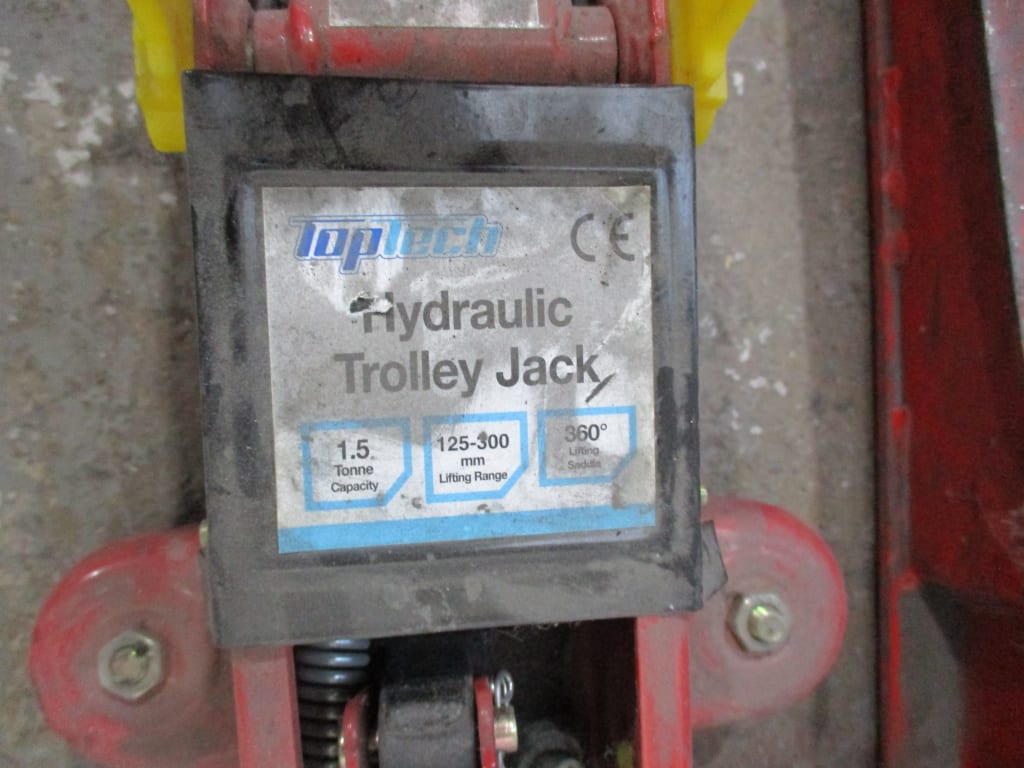 TopTech CE
Hydraulic
Trolley Jack
1.5
Tonne
Capacity
125-300
mm
Lifting Range
360°
Lifting
Saddle